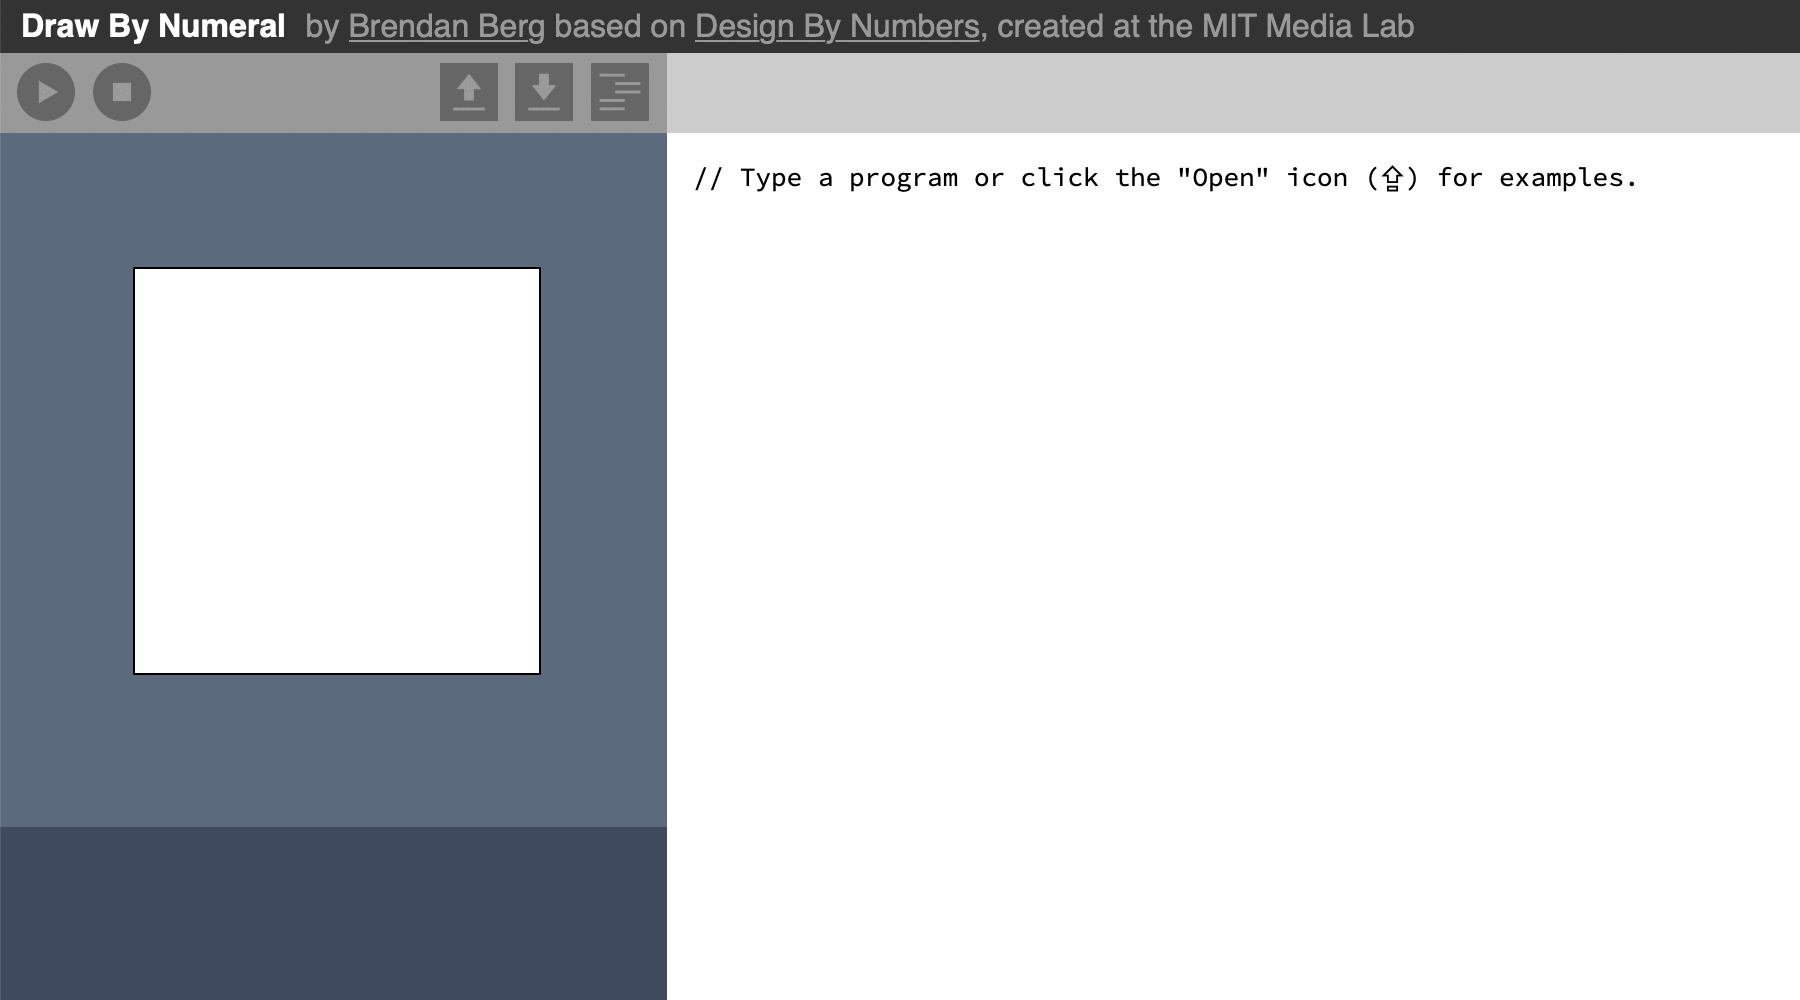 Draw By Numeral by Brendan Berg based on Design By Numbers, created at the MIT Media Lab
// Type a program or click the "Open" icon (⇪) for examples.